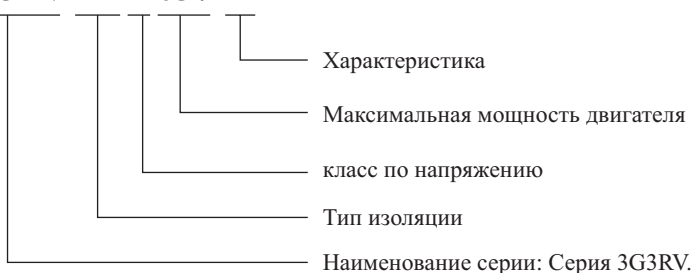 Характеристика
Максимальная мощность двигателя
класс по напряжению
Тип изоляции
Наименование серии: Серия 3G3RV.